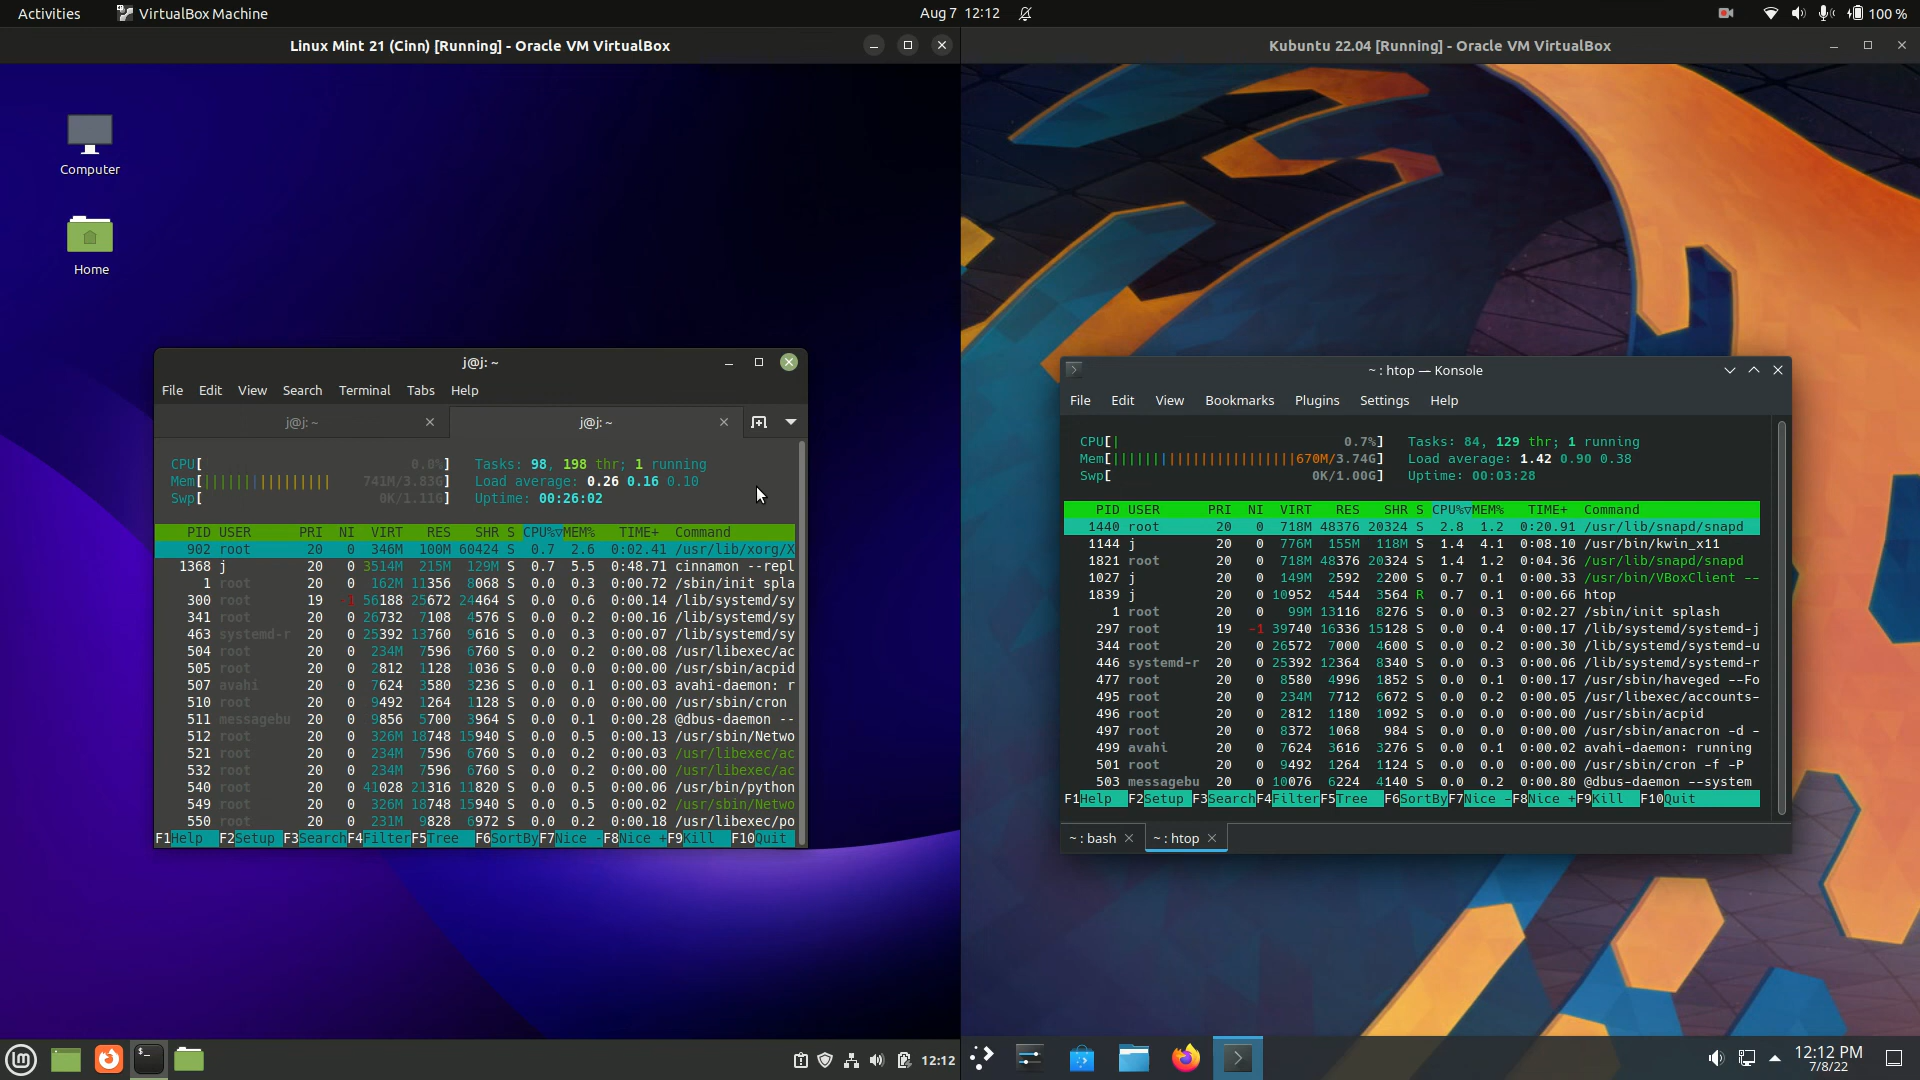 Activities VirtualBox Machine Aug 7 12:12 100 %
Linux Mint 21 (Cinn) [Running] - Oracle VM VirtualBox
Computer
Home
j@j: ~
File Edit View Search Terminal Tabs Help
j@j: ~ j@j: ~
CPU[ 0.0%] Tasks: 98, 198 thr; 1 running
Mem[|||||||||||||||| 741M/3.83G] Load average: 0.26 0.16 0.10
Swp[ 0K/1.11G] Uptime: 00:26:02
PID USER PRI NI VIRT RES SHR S CPU%▽MEM% TIME+ Command
902 root 20 0 346M 100M 60424 S 0.7 2.6 0:02.41 /usr/lib/xorg/X
1368 j 20 0 3514M 215M 129M S 0.7 5.5 0:48.71 cinnamon --repl
1 root 20 0 162M 11356 8068 S 0.0 0.3 0:00.72 /sbin/init spla
300 root 19 -1 56188 25672 24464 S 0.0 0.6 0:00.14 /lib/systemd/sy
341 root 20 0 26732 7108 4576 S 0.0 0.2 0:00.16 /lib/systemd/sy
463 systemd-r 20 0 25392 13760 9616 S 0.0 0.3 0:00.07 /lib/systemd/sy
504 root 20 0 234M 7596 6760 S 0.0 0.2 0:00.08 /usr/libexec/ac
505 root 20 0 2812 1128 1036 S 0.0 0.0 0:00.00 /usr/sbin/acpid
507 avahi 20 0 7624 3580 3236 S 0.0 0.1 0:00.03 avahi-daemon: r
510 root 20 0 9492 1264 1128 S 0.0 0.0 0:00.00 /usr/sbin/cron
511 messagebu 20 0 9856 5700 3964 S 0.0 0.1 0:00.28 @dbus-daemon --
512 root 20 0 326M 18748 15940 S 0.0 0.5 0:00.13 /usr/sbin/Netwo
521 root 20 0 234M 7596 6760 S 0.0 0.2 0:00.03 /usr/libexec/ac
532 root 20 0 234M 7596 6760 S 0.0 0.2 0:00.00 /usr/libexec/ac
540 root 20 0 41028 21316 11820 S 0.0 0.5 0:00.06 /usr/bin/python
549 root 20 0 326M 18748 15940 S 0.0 0.5 0:00.02 /usr/sbin/Netwo
550 root 20 0 231M 9828 6972 S 0.0 0.2 0:00.18 /usr/libexec/po
F1Help F2Setup F3SearchF4FilterF5Tree F6SortByF7Nice -F8Nice +F9Kill F10Quit
12:12
Kubuntu 22.04 [Running] - Oracle VM VirtualBox
~ : htop — Konsole
File Edit View Bookmarks Plugins Settings Help
CPU[| 0.7%] Tasks: 84, 129 thr; 1 running
Mem[|||||||||||||||||||||||670M/3.74G] Load average: 1.42 0.90 0.38
Swp[ 0K/1.00G] Uptime: 00:03:28
PID USER PRI NI VIRT RES SHR S CPU%▽MEM% TIME+ Command
1440 root 20 0 718M 48376 20324 S 2.8 1.2 0:20.91 /usr/lib/snapd/snapd
1144 j 20 0 776M 155M 118M S 1.4 4.1 0:08.10 /usr/bin/kwin_x11
1821 root 20 0 718M 48376 20324 S 1.4 1.2 0:04.36 /usr/lib/snapd/snapd
1027 j 20 0 149M 2592 2200 S 0.7 0.1 0:00.33 /usr/bin/VBoxClient --
1839 j 20 0 10952 4544 3564 R 0.7 0.1 0:00.66 htop
1 root 20 0 99M 13116 8276 S 0.0 0.3 0:02.27 /sbin/init splash
297 root 19 -1 39740 16336 15128 S 0.0 0.4 0:00.17 /lib/systemd/systemd-j
344 root 20 0 26572 7000 4600 S 0.0 0.2 0:00.30 /lib/systemd/systemd-u
446 systemd-r 20 0 25392 12364 8340 S 0.0 0.3 0:00.06 /lib/systemd/systemd-r
477 root 20 0 8580 4996 1852 S 0.0 0.1 0:00.17 /usr/sbin/haveged --Fo
495 root 20 0 234M 7712 6672 S 0.0 0.2 0:00.05 /usr/libexec/accounts-
496 root 20 0 2812 1180 1092 S 0.0 0.0 0:00.00 /usr/sbin/acpid
497 root 20 0 8372 1068 984 S 0.0 0.0 0:00.00 /usr/sbin/anacron -d -
499 avahi 20 0 7624 3616 3276 S 0.0 0.1 0:00.02 avahi-daemon: running
501 root 20 0 9492 1264 1124 S 0.0 0.0 0:00.00 /usr/sbin/cron -f -P
503 messagebu 20 0 10076 6224 4140 S 0.0 0.2 0:00.80 @dbus-daemon --system
F1Help F2Setup F3SearchF4FilterF5Tree F6SortByF7Nice -F8Nice +F9Kill F10Quit
~ : bash ~ : htop
12:12 PM
7/8/22